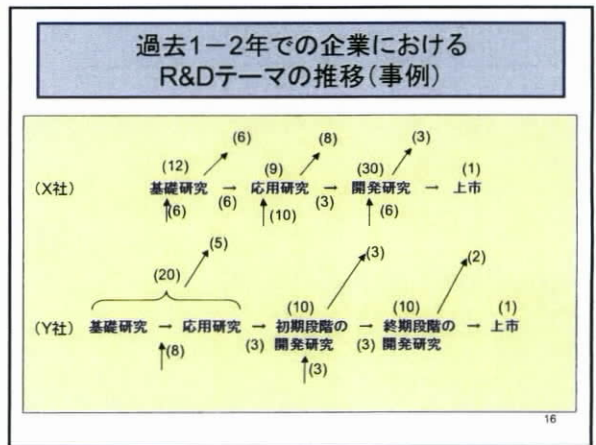 過去1－2年での企業における
R&Dテーマの推移(事例)
(6) (8) (3)
(12) (9) (30) (1)
(X社) 基礎研究 → 応用研究 → 開発研究 → 上市
(6) (6) (10) (3) (6)
(5) (3) (2)
(20)
(10) (10) (1)
(Y社) 基礎研究 → 応用研究 → 初期段階の → 終期段階の → 上市
(8) (3) 開発研究 (3) 開発研究
(3)
16